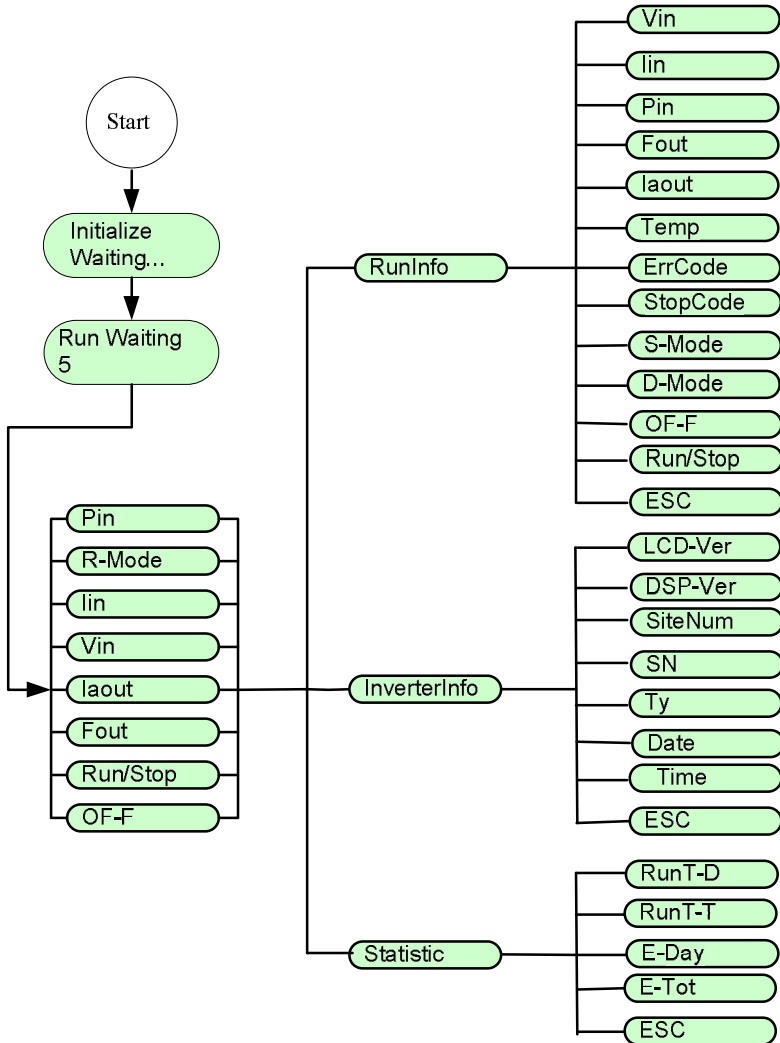 Start
Initialize
Waiting...
Run Waiting
5
Pin
R-Mode
Iin
Vin
Iaout
Fout
Run/Stop
OF-F
RunInfo
InverterInfo
Statistic
Vin
Iin
Pin
Fout
Iaout
Temp
ErrCode
StopCode
S-Mode
D-Mode
OF-F
Run/Stop
ESC
LCD-Ver
DSP-Ver
SiteNum
SN
Ty
Date
Time
ESC
RunT-D
RunT-T
E-Day
E-Tot
ESC